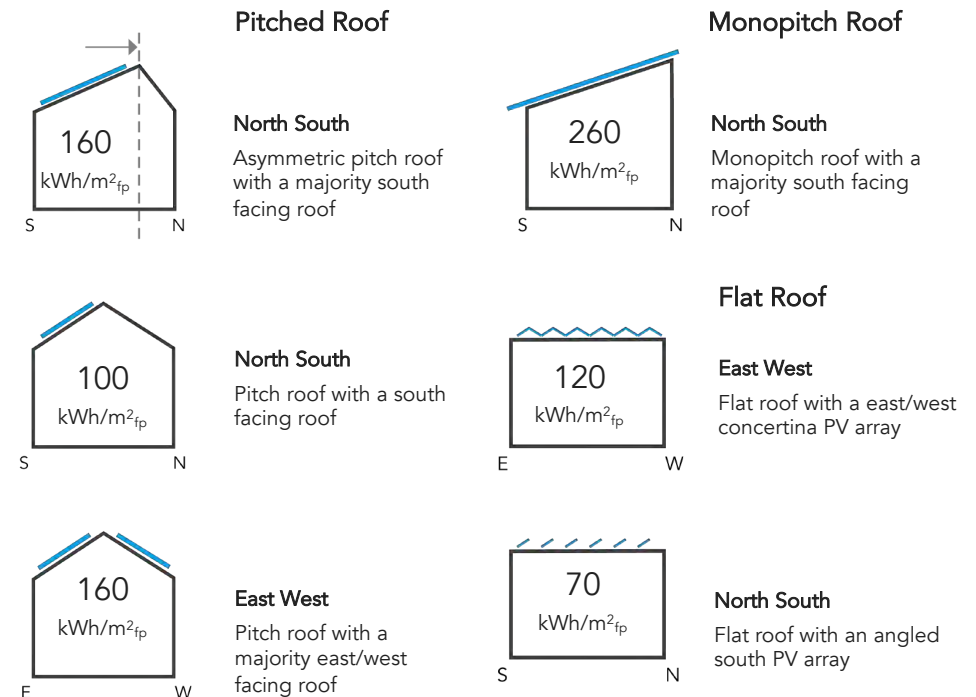 Pitched Roof
160
kWh/m²fp
S
N
North South
Asymmetric pitch roof
with a majority south
facing roof
100
kWh/m²fp
S
N
North South
Pitch roof with a south
facing roof
160
kWh/m²fp
E
W
East West
Pitch roof with a
majority east/west
facing roof
Monopitch Roof
260
kWh/m²fp
S
N
North South
Monopitch roof with a
majority south facing
roof
Flat Roof
120
kWh/m²fp
E
W
East West
Flat roof with a east/west
concertina PV array
70
kWh/m²fp
S
N
North South
Flat roof with an angled
south PV array